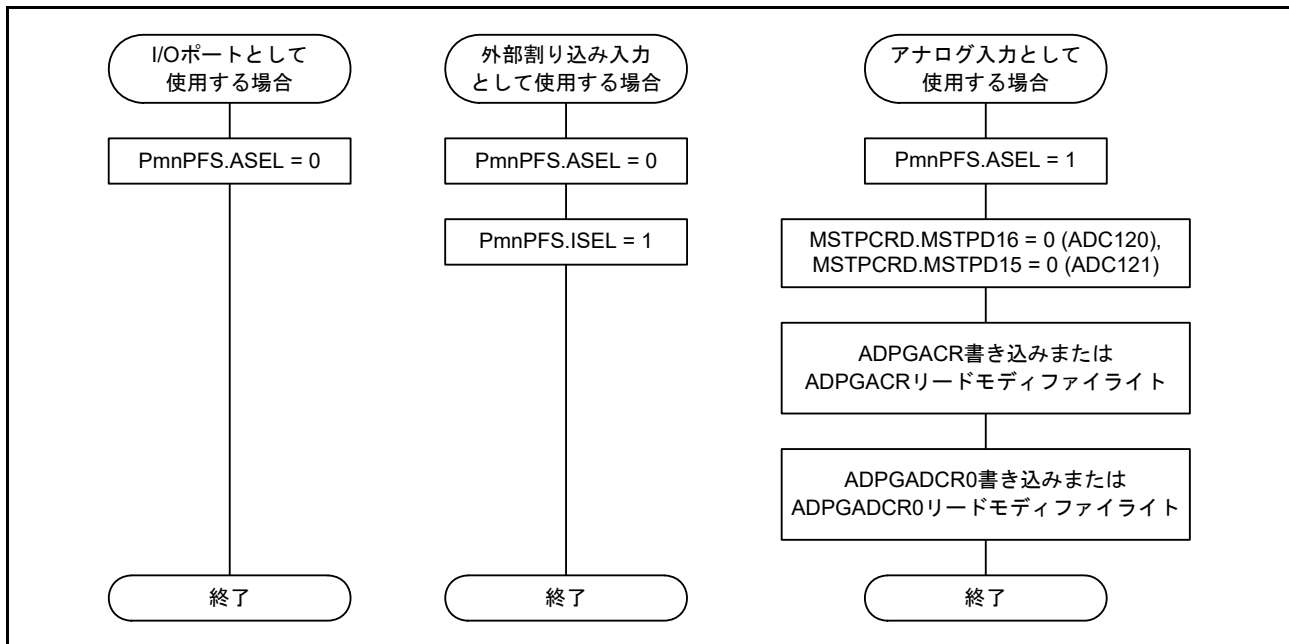 I/Oポートとして
使用する場合
PmnPFS.ASEL = 0
終了
外部割り込み入力
として使用する場合
PmnPFS.ASEL = 0
PmnPFS.ISEL = 1
終了
アナログ入力として
使用する場合
PmnPFS.ASEL = 1
MSTPCRD.MSTPD16 = 0 (ADC120),
MSTPCRD.MSTPD15 = 0 (ADC121)
ADPGACR書き込みまたは
ADPGACRリードモディファイライト
ADPGADCR0書き込みまたは
ADPGADCR0リードモディファイライト
終了